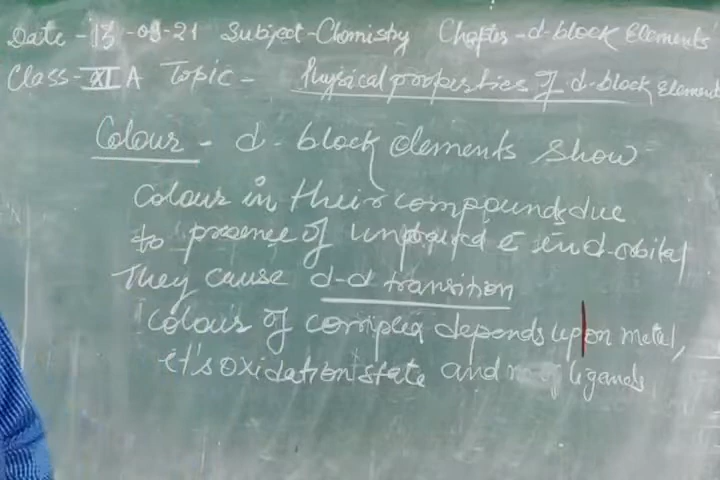 Date - 13 - 09-21 Subject - Chemistry Chapter - d-block Elements
Class - XI A Topic - Physical properties of d-block Element
Colour - d-block elements show
Colour in their compounds due
to presence of unpaired e⁻s in d-orbital
They cause d-d transition
Colour of complex depends upon metal,
it's oxidation state and ligands